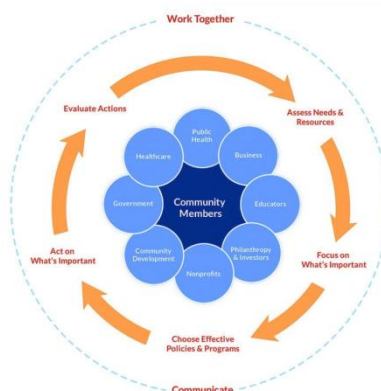 Work Together
Evaluate Actions
Assess Needs &
Resources
Public
Health
Healthcare
Business
Government
Community
Members
Educators
Community
Development
Philanthropy
& Investors
Nonprofits
Act on
What's Important
Focus on
What's Important
Choose Effective
Policies & Programs
Communicate